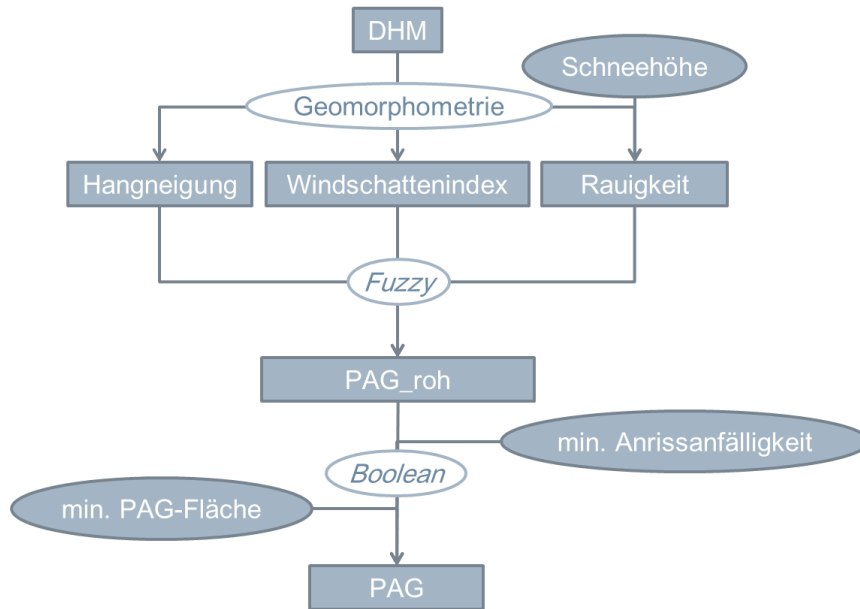 DHM
Schneehöhe
Geomorphometrie
Hangneigung
Windschattenindex
Rauigkeit
Fuzzy
PAG_roh
min. Anrissanfälligkeit
Boolean
min. PAG-Fläche
PAG